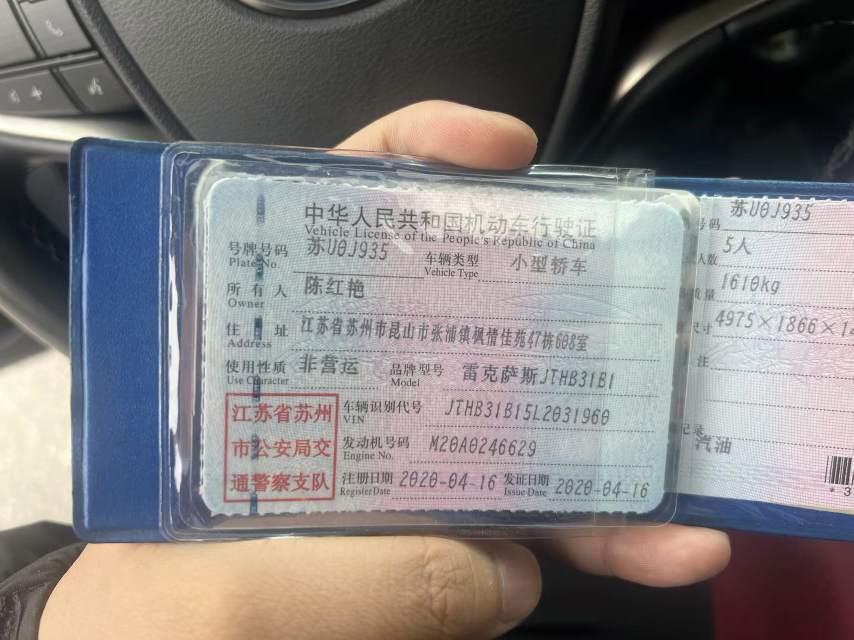 中华人民共和国机动车行驶证
Vehicle License of the People's Republic of China
号牌号码 苏U0J935 车辆类型 小型轿车
Plate No. Vehicle Type
所有人 陈红艳
Owner
住址 江苏省苏州市昆山市张浦镇枫情佳苑47栋608室
Address
使用性质 非营运 品牌型号 雷克萨斯JTHB31B1
Use Character Model
江苏省苏州
市公安局交
通警察支队
车辆识别代号 JTHB31B15L2031960
VIN
发动机号码 M20A0246629
Engine No.
注册日期 2020-04-16 发证日期 2020-04-16
Register Date Issue Date
号码 苏U0J935
人数 5人
质量 1610kg
尺寸 4975×1866×14
注
记录
汽油
* 3